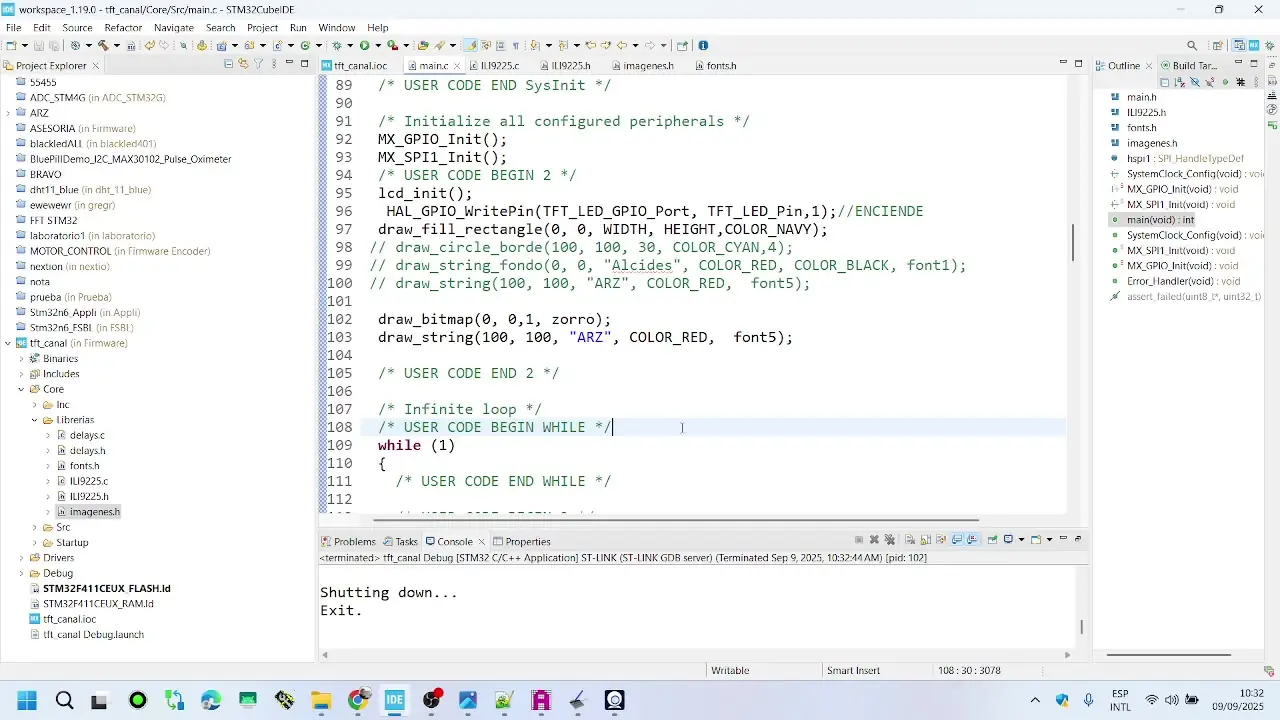 IDE workspace_1.19.0 - tft_canal/Core/Src/main.c - STM32CubeIDE
File Edit Source Refactor Navigate Search Project Run Window Help
Project Explorer
55455
ADC_STM4G (in ADC_STM32G)
ARZ
ASESORIA (in Firmware)
blackledALL (in blackled401)
BluePillDemo_I2C_MAX30102_Pulse_Oximeter
BRAVO
dht11_blue (in dht_11_blue)
ewewewr (in gregr)
FFT STM32
laboratorio1 (in laboratorio)
MOTOR_CONTROL (in Firmware Encoder)
nextion (in nextio)
nota
prueba (in Prueba)
Stm32n6_Appli (in Appli)
Stm32n6_FSBL (in FSBL)
tft_canal (in Firmware)
Binaries
Includes
Core
Inc
Librerias
delays.c
delays.h
fonts.h
ILI9225.c
ILI9225.h
imagenes.h
Src
Startup
Drivers
Debug
STM32F411CEUX_FLASH.ld
STM32F411CEUX_RAM.ld
tft_canal.ioc
tft_canal Debug.launch
MX tft_canal.ioc main.c ILI9225.c ILI9225.h imagenes.h fonts.h
89 /* USER CODE END SysInit */
90
91 /* Initialize all configured peripherals */
92 MX_GPIO_Init();
93 MX_SPI1_Init();
94 /* USER CODE BEGIN 2 */
95 lcd_init();
96 HAL_GPIO_WritePin(TFT_LED_GPIO_Port, TFT_LED_Pin,1);//ENCIENDE
97 draw_fill_rectangle(0, 0, WIDTH, HEIGHT,COLOR_NAVY);
98 // draw_circle_borde(100, 100, 30, COLOR_CYAN,4);
99 // draw_string_fondo(0, 0, "Alcides", COLOR_RED, COLOR_BLACK, font1);
100 // draw_string(100, 100, "ARZ", COLOR_RED,  font5);
101
102 draw_bitmap(0, 0,1, zorro);
103 draw_string(100, 100, "ARZ", COLOR_RED,  font5);
104
105 /* USER CODE END 2 */
106
107 /* Infinite loop */
108 /* USER CODE BEGIN WHILE */
109 while (1)
110 {
111 /* USER CODE END WHILE */
112
Problems Tasks Console Properties
<terminated> tft_canal Debug [STM32 C/C++ Application] ST-LINK (ST-LINK GDB server) (Terminated Sep 9, 2025, 10:32:44 AM) [pid: 102]
Shutting down...
Exit.
Outline Build Tar...
main.h
ILI9225.h
fonts.h
imagenes.h
hspi1 : SPI_HandleTypeDef
SystemClock_Config(void) : voi
MX_GPIO_Init(void) : void
MX_SPI1_Init(void) : void
main(void) : int
SystemClock_Config(void) : voi
MX_SPI1_Init(void) : void
MX_GPIO_Init(void) : void
Error_Handler(void) : void
assert_failed(uint8_t*, uint32_t)
Writable Smart Insert 108 : 30 : 3078
IDE
ESP
INTL
10:32
09/09/2025